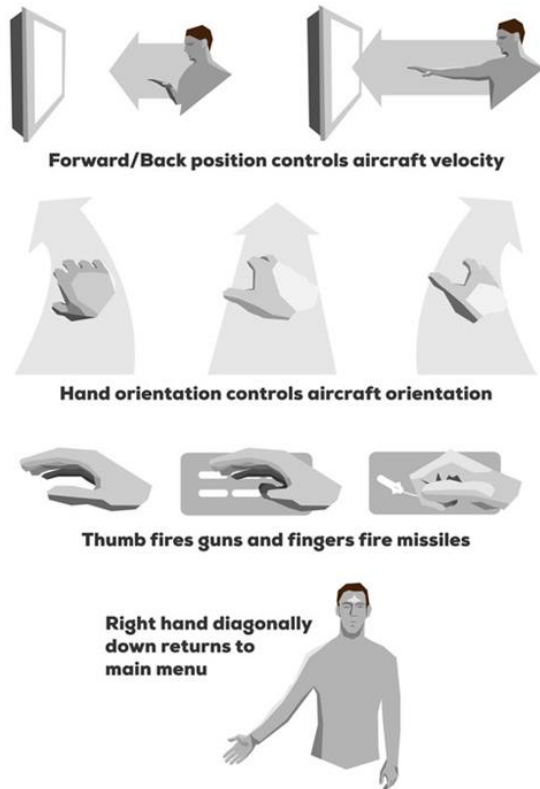 Forward/Back position controls aircraft velocity
Hand orientation controls aircraft orientation
Thumb fires guns and fingers fire missiles
Right hand diagonally
down returns to
main menu